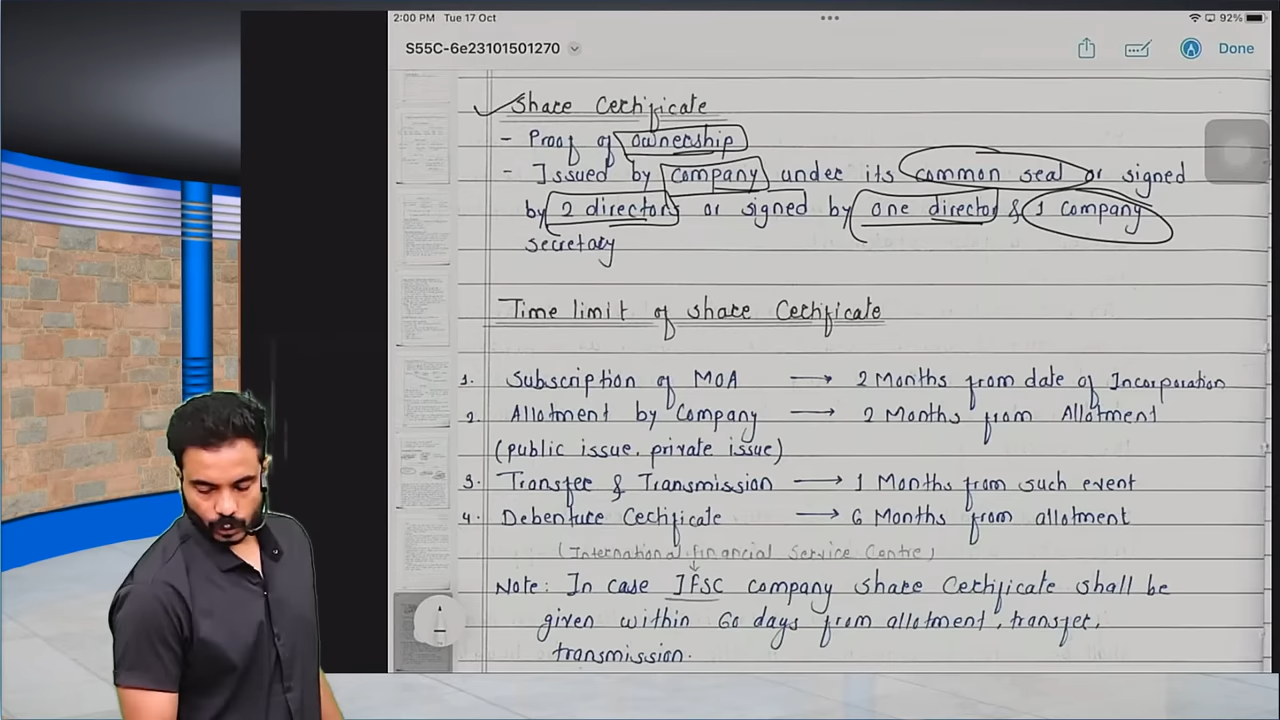 2:00 PM Tue 17 Oct
92%
S55C-6e23101501270
Done
Share Certificate
- Proof of ownership
- Issued by company under its common seal or signed
by 2 directors or signed by one director & 1 company
secretary
Time limit of share Certificate
1. Subscription of MOA → 2 Months from date of Incorporation
2. Allotment by Company → 2 Months from Allotment
(public issue, private issue)
3. Transfer & Transmission → 1 Months from such event
4. Debenture Certificate → 6 Months from allotment
(International financial Service Centre)
Note: In case IFSC company share Certificate shall be
given within 60 days from allotment, transfer,
transmission.